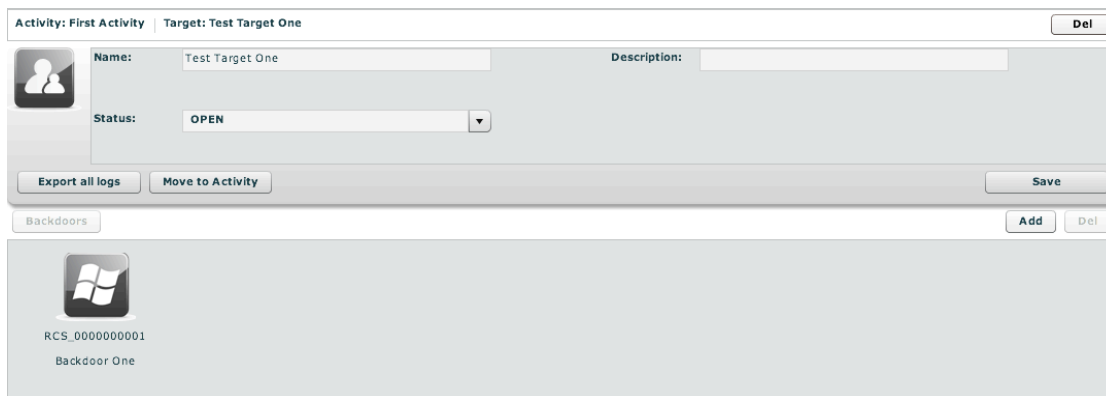 Activity: First Activity | Target: Test Target One
Del
Name:
Test Target One
Description:
Status:
OPEN
Export all logs
Move to Activity
Save
Backdoors
Add
Del
RCS_0000000001
Backdoor One